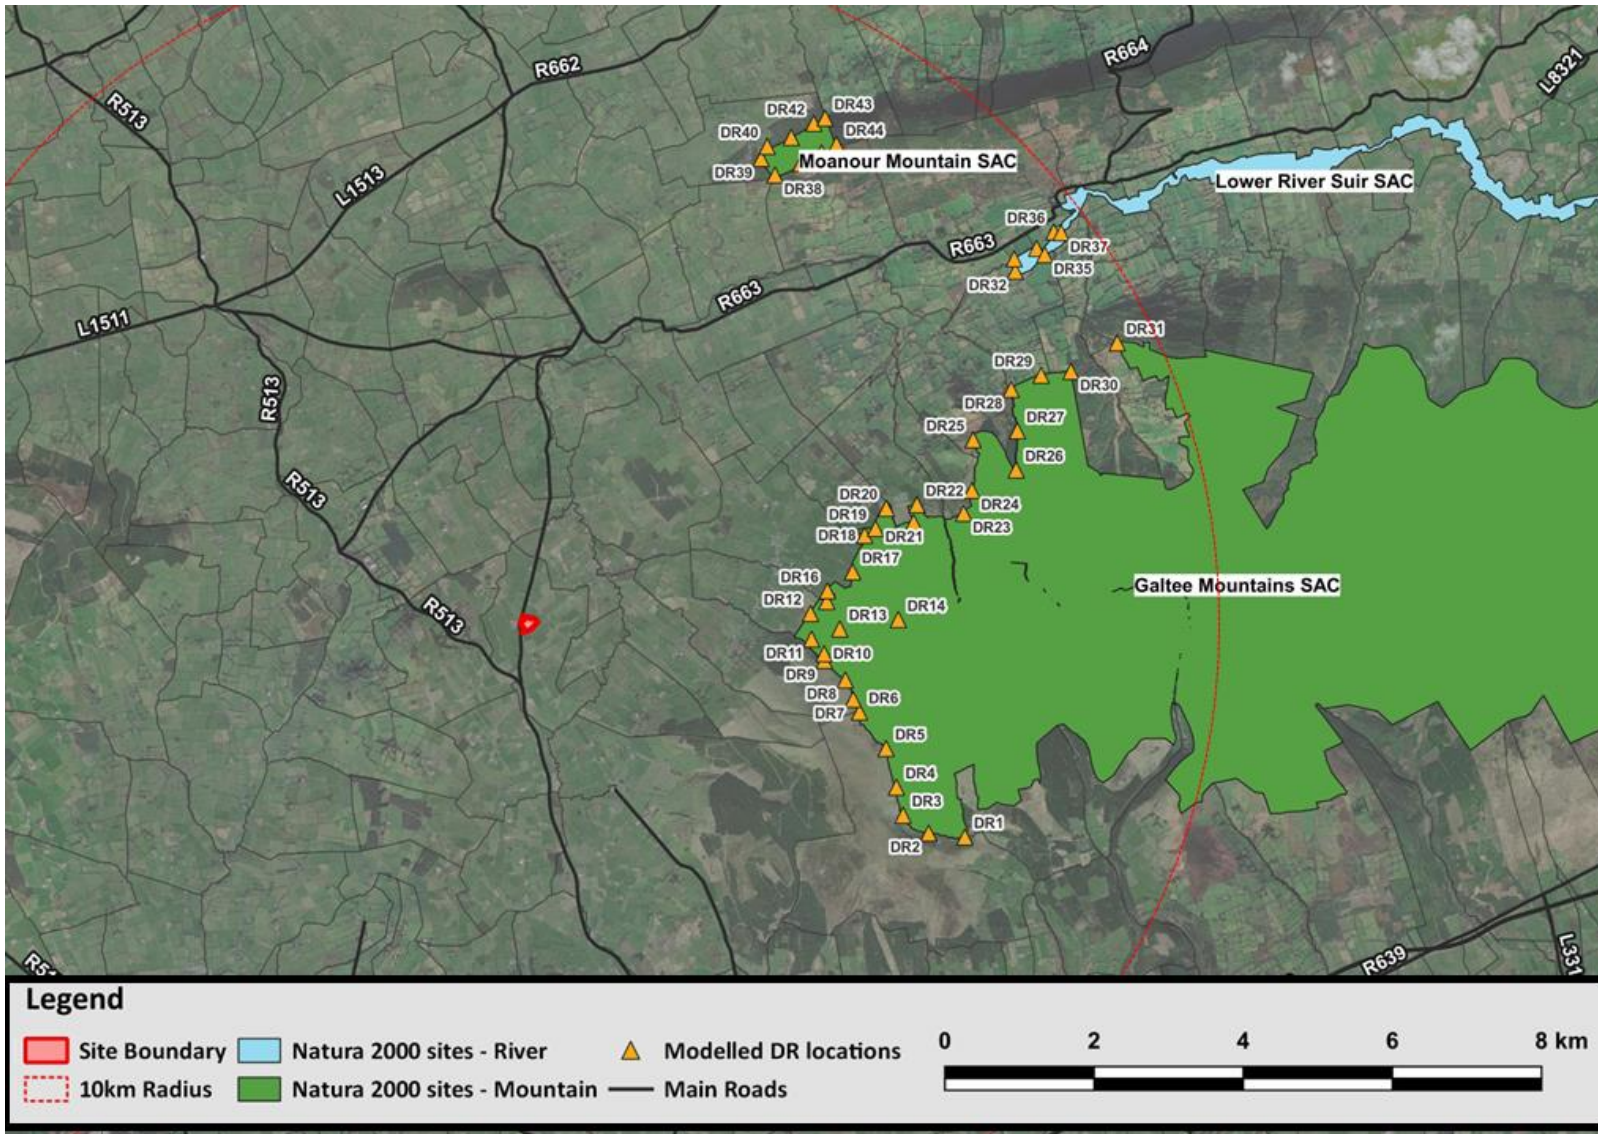 R664
R662
L8321
R513
DR43
DR42
DR44
DR40
Moanour Mountain SAC
DR39
Lower River Suir SAC
L1513
DR38
DR36
R663
DR37
DR35
DR32
R663
L1511
DR31
DR29
DR30
R513
DR28
DR27
DR25
DR26
R513
DR20
DR22
DR24
DR19
DR23
DR18
DR21
DR17
DR16
Galtee Mountains SAC
DR12
DR14
DR13
R513
DR11
DR10
DR9
DR8
DR6
DR7
DR5
DR4
DR3
DR1
DR2
R639
L331
Legend
Site Boundary
Natura 2000 sites - River
Modelled DR locations
10km Radius
Natura 2000 sites - Mountain
Main Roads
0 2 4 6 8 km